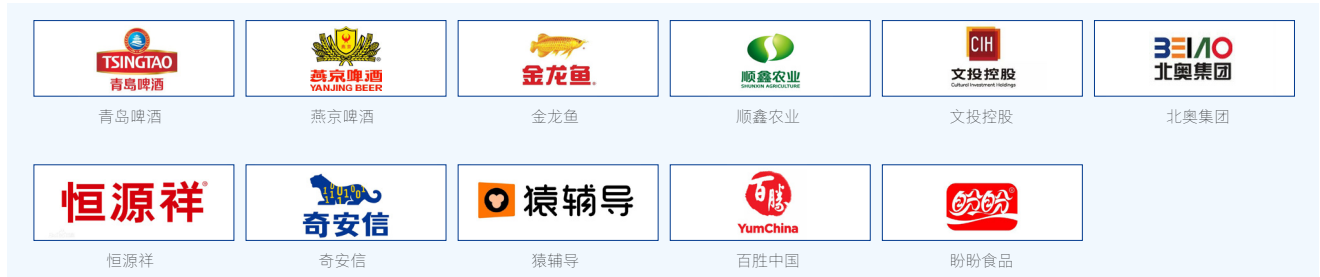 TSINGTAO
青島啤酒
燕京啤酒
YANJING BEER
金龙鱼
顺鑫农业
SHUNXIN AGRICULTURE
CIH
文投控股
Cultural Investment Holdings
BEIAO
北奥集团
青岛啤酒
燕京啤酒
金龙鱼
顺鑫农业
文投控股
北奥集团
恒源祥
奇安信
猿辅导
百勝
YumChina
盼盼
恒源祥
奇安信
猿辅导
百胜中国
盼盼食品